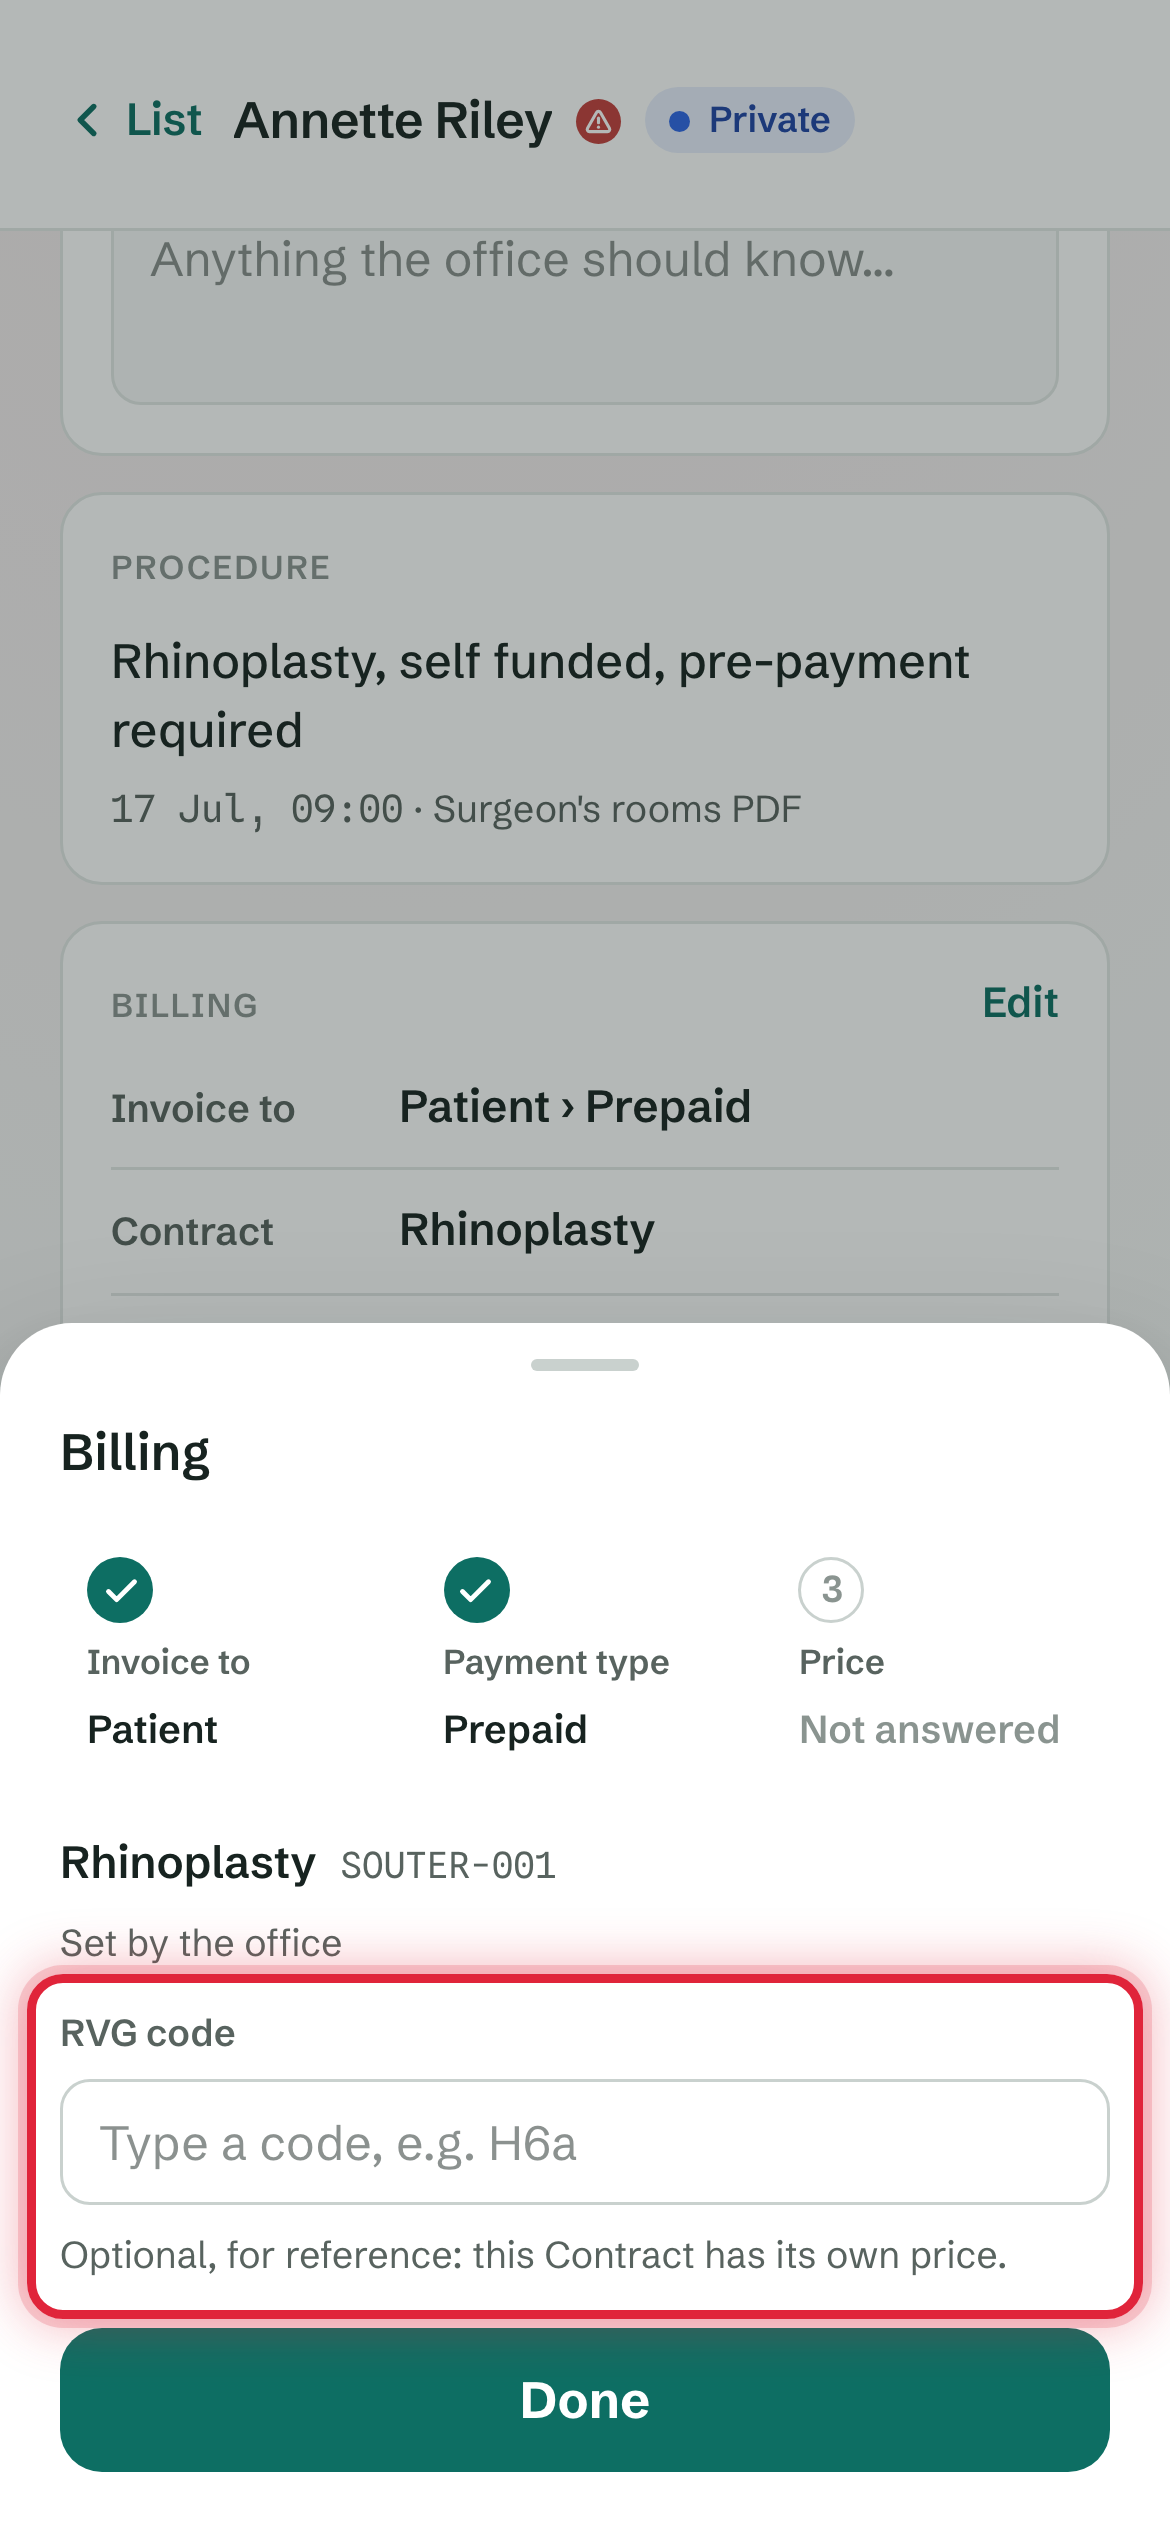 List Annette Riley Private
Anything the office should know...
PROCEDURE
Rhinoplasty, self funded, pre-payment
required
17 Jul, 09:00 · Surgeon's rooms PDF
BILLING Edit
Invoice to Patient › Prepaid
Contract Rhinoplasty
Billing
3
Invoice to Payment type Price
Patient Prepaid Not answered
Rhinoplasty SOUTER-001
Set by the office
RVG code
Type a code, e.g. H6a
Optional, for reference: this Contract has its own price.
Done